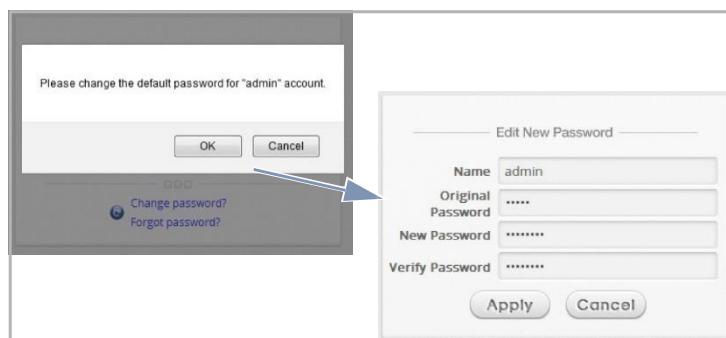 Please change the default password for "admin" account.
OK Cancel
Change password?
Forgot password?
Edit New Password
Name admin
Original Password •••••
New Password ••••••••
Verify Password ••••••••
Apply Cancel